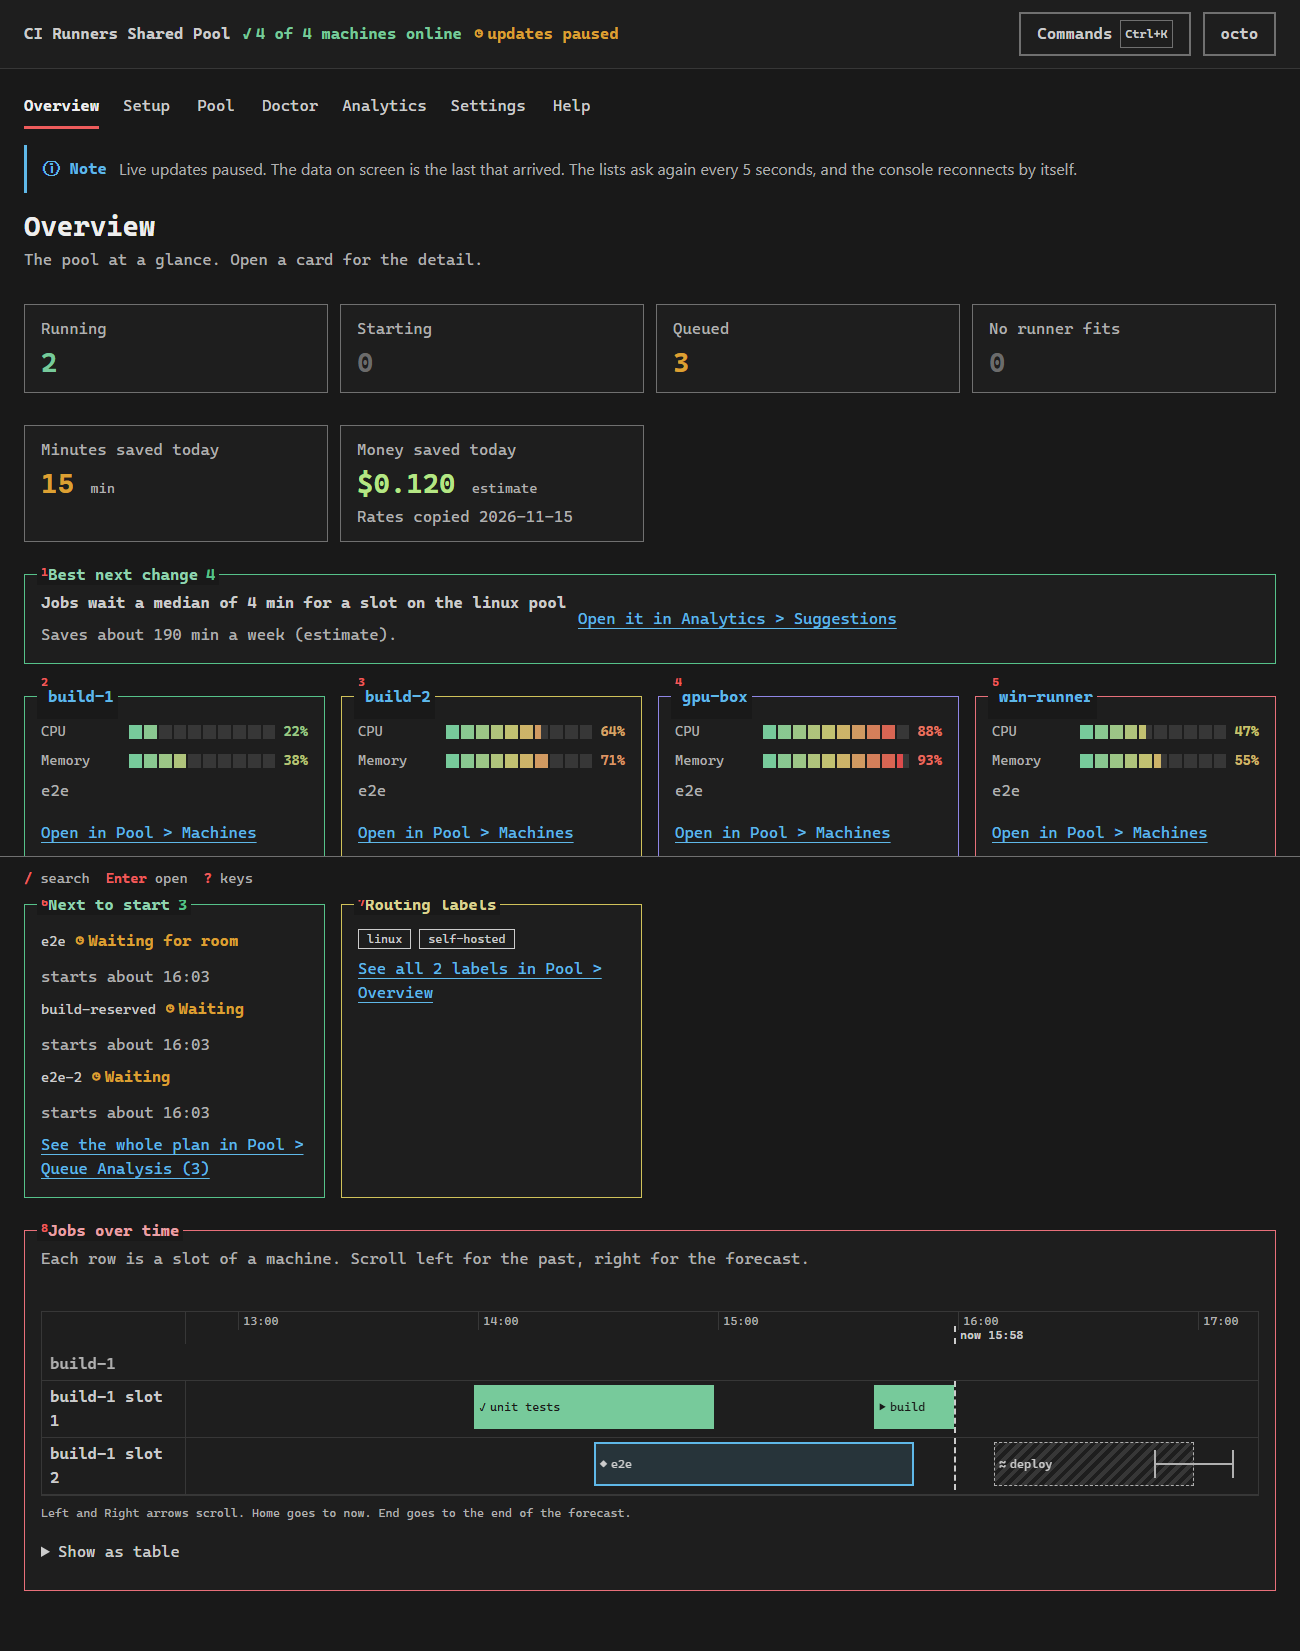 CI Runners Shared Pool ✓4 of 4 machines online updates paused
Commands Ctrl+K
octo
Overview Setup Pool Doctor Analytics Settings Help
Note Live updates paused. The data on screen is the last that arrived. The lists ask again every 5 seconds, and the console reconnects by itself.
Overview
The pool at a glance. Open a card for the detail.
Running
2
Starting
0
Queued
3
No runner fits
0
Minutes saved today
15 min
Money saved today
$0.120 estimate
Rates copied 2026-11-15
1 Best next change 4
Jobs wait a median of 4 min for a slot on the linux pool
Saves about 190 min a week (estimate).
Open it in Analytics > Suggestions
2
build-1
CPU 22%
Memory 38%
e2e
Open in Pool > Machines
3
build-2
CPU 64%
Memory 71%
e2e
Open in Pool > Machines
4
gpu-box
CPU 88%
Memory 93%
e2e
Open in Pool > Machines
5
win-runner
CPU 47%
Memory 55%
e2e
Open in Pool > Machines
/ search Enter open ? keys
6 Next to start 3
e2e Waiting for room
starts about 16:03
build-reserved Waiting
starts about 16:03
e2e-2 Waiting
starts about 16:03
See the whole plan in Pool >
Queue Analysis (3)
7 Routing labels
linux self-hosted
See all 2 labels in Pool >
Overview
8 Jobs over time
Each row is a slot of a machine. Scroll left for the past, right for the forecast.
13:00 14:00 15:00 16:00 17:00
now 15:58
build-1
build-1 slot
1
✓ unit tests
▶ build
build-1 slot
2
◆ e2e
≈ deploy
Left and Right arrows scroll. Home goes to now. End goes to the end of the forecast.
▶ Show as table